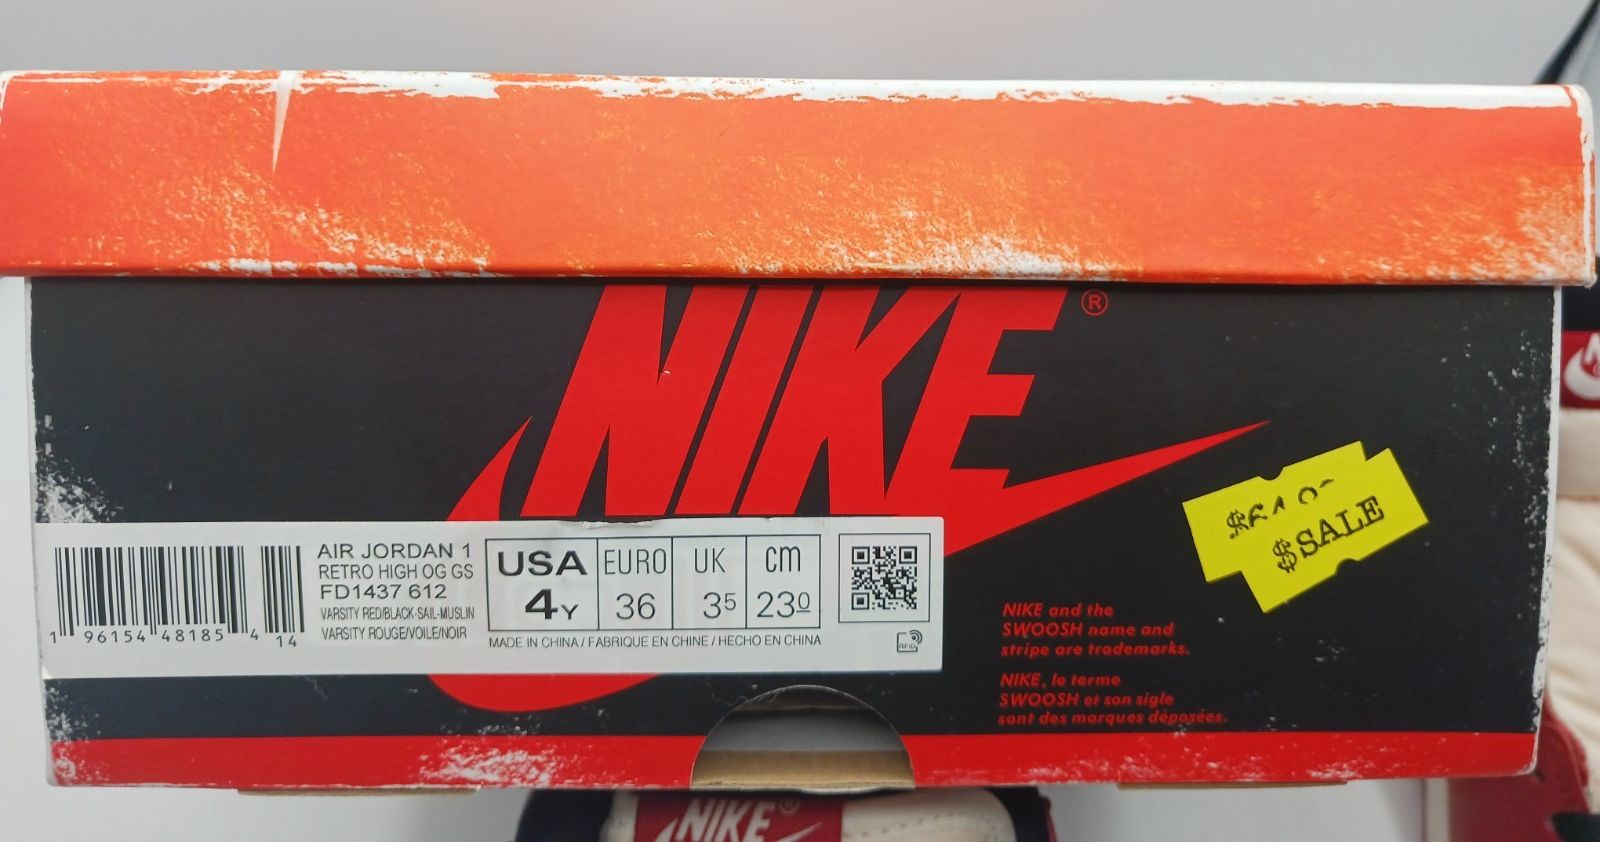 NIKE®
$SALE
AIR JORDAN 1
RETRO HIGH OG GS
FD1437 612
VARSITY RED/BLACK-SAIL-MUSLIN
VARSITY ROUGE/VOILE/NOIR
USA EURO UK cm
4Y 36 35 230
MADE IN CHINA / FABRIQUE EN CHINE / HECHO EN CHINA
1 96154 48185 4 14
RFID
NIKE and the
SWOOSH name and
stripe are trademarks.
NIKE, le terme
SWOOSH et son sigle
sont des marques déposées.
NIKE®